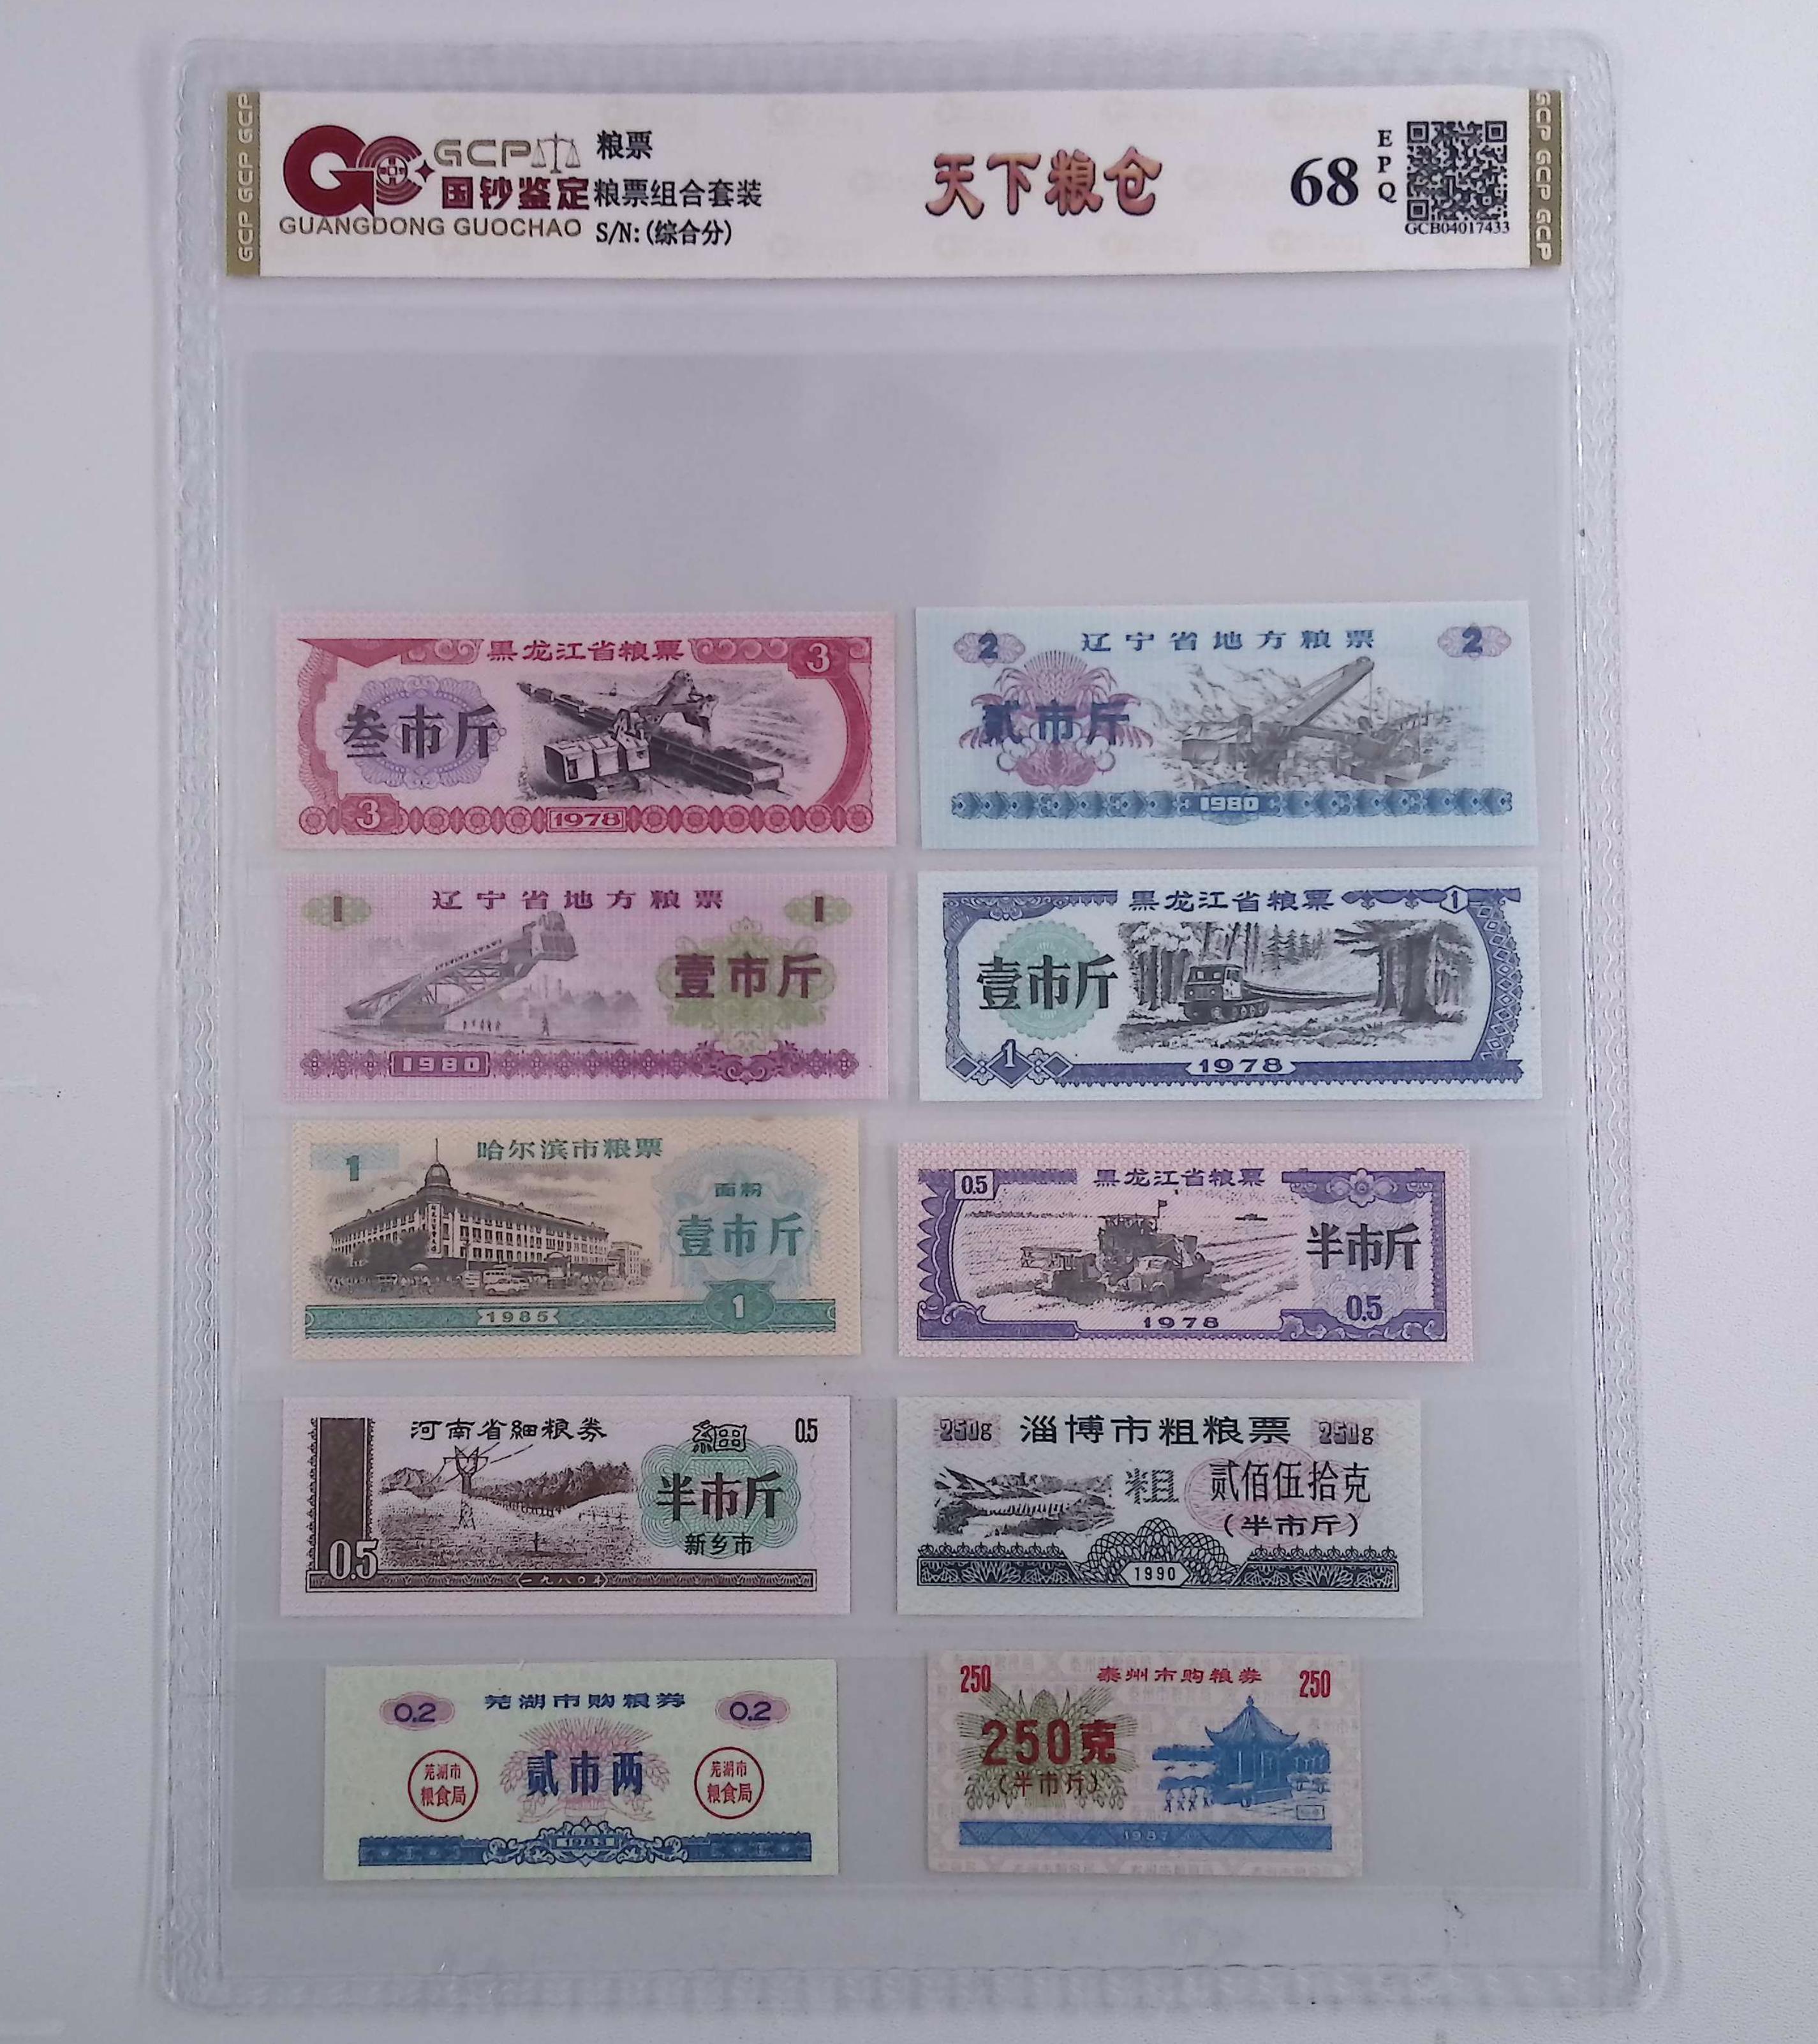 GCP GCP GCP
GCP 粮票
国钞鉴定 粮票组合套装
GUANGDONG GUOCHAO S/N:(综合分)
天下粮仓
68
E
P
Q
GCB04017433
GCP GCP GCP
黑龙江省粮票 3
叁市斤
3 1978
2 辽宁省地方粮票 2
贰市斤
1980
1 辽宁省地方粮票 1
壹市斤
1980
黑龙江省粮票 1
壹市斤
1 1978
1 哈尔滨市粮票
面粉
壹市斤
1985 1
0.5 黑龙江省粮票
半市斤
1978 0.5
河南省細粮券 細 0.5
半市斤
新乡市
0.5 一九八〇年
250g 淄博市粗粮票 250g
粗 贰佰伍拾克
(半市斤)
1990
0.2 芜湖市购粮券 0.2
芜湖市
粮食局
贰市两
芜湖市
粮食局
250 泰州市购粮券 250
250克
(半市斤)
1987